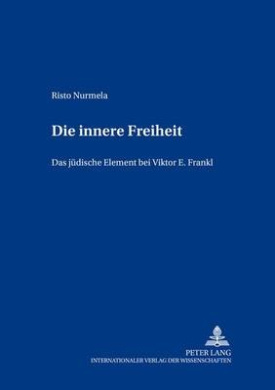 Risto Nurmela
Die innere Freiheit
Das jüdische Element bei Viktor E. Frankl
PETER LANG
INTERNATIONALER VERLAG DER WISSENSCHAFTEN